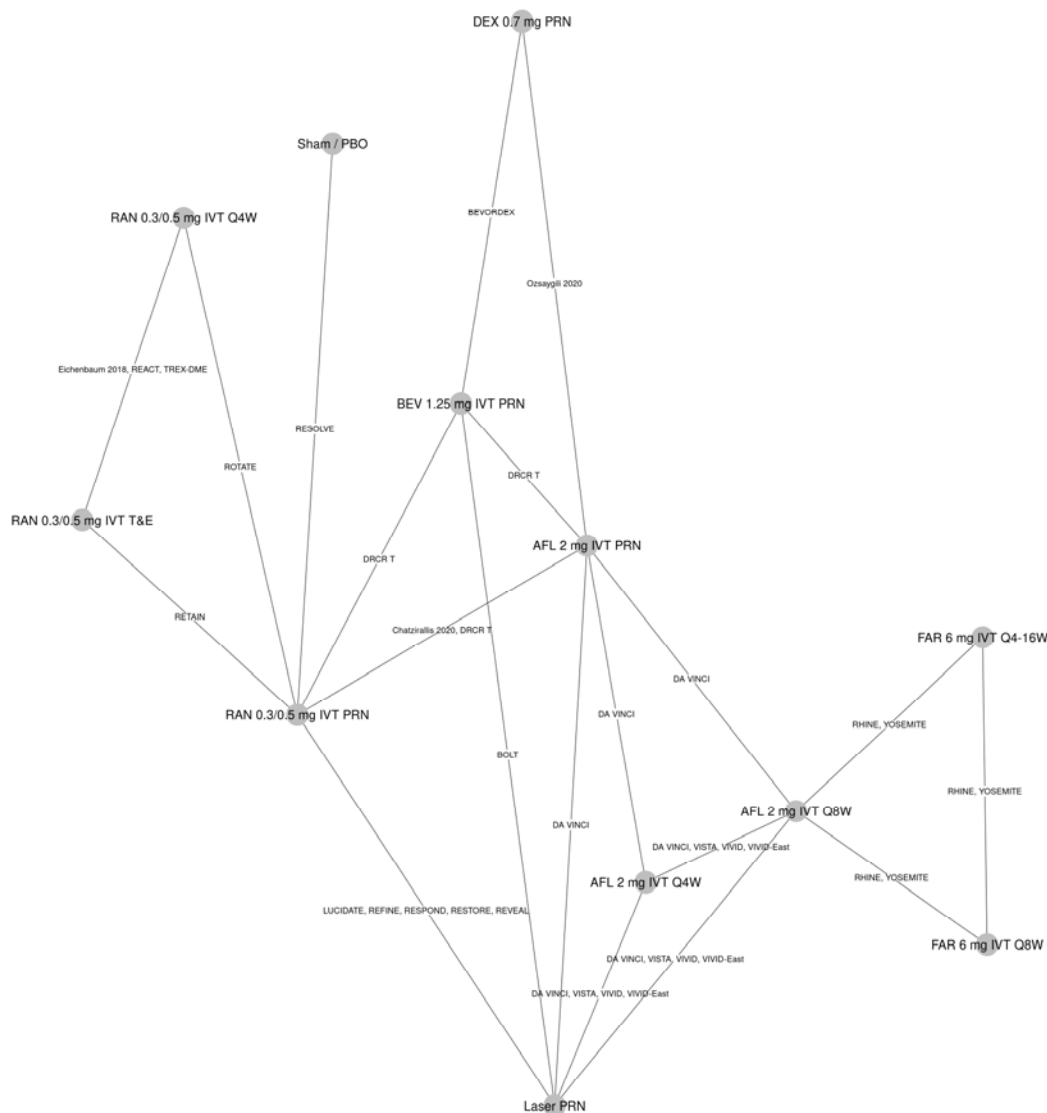 DEX 0.7 mg PRN
Sham / PBO
BEVORDEX
RAN 0.3/0.5 mg IVT Q4W
Ozsaygili 2020
Eichenbaum 2018, REACT, TREX-DME
BEV 1.25 mg IVT PRN
RESOLVE
ROTATE
DRCR T
RAN 0.3/0.5 mg IVT T&E
AFL 2 mg IVT PRN
DRCR T
RETAIN
Chatzirallis 2020, DRCR T
FAR 6 mg IVT Q4-16W
DA VINCI
RAN 0.3/0.5 mg IVT PRN
DA VINCI
RHINE, YOSEMITE
BOLT
RHINE, YOSEMITE
AFL 2 mg IVT Q8W
DA VINCI
DA VINCI, VISTA, VIVID, VIVID-East
RHINE, YOSEMITE
AFL 2 mg IVT Q4W
LUCIDATE, REFINE, RESPOND, RESTORE, REVEAL
FAR 6 mg IVT Q8W
DA VINCI, VISTA, VIVID, VIVID-East
DA VINCI, VISTA, VIVID, VIVID-East
Laser PRN